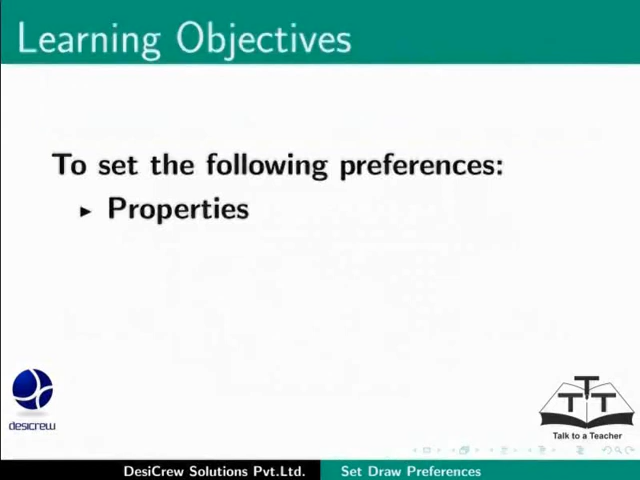 Learning Objectives
To set the following preferences:
▶ Properties
desicrew
TTT
Talk to a Teacher
DesiCrew Solutions Pvt.Ltd.
Set Draw Preferences